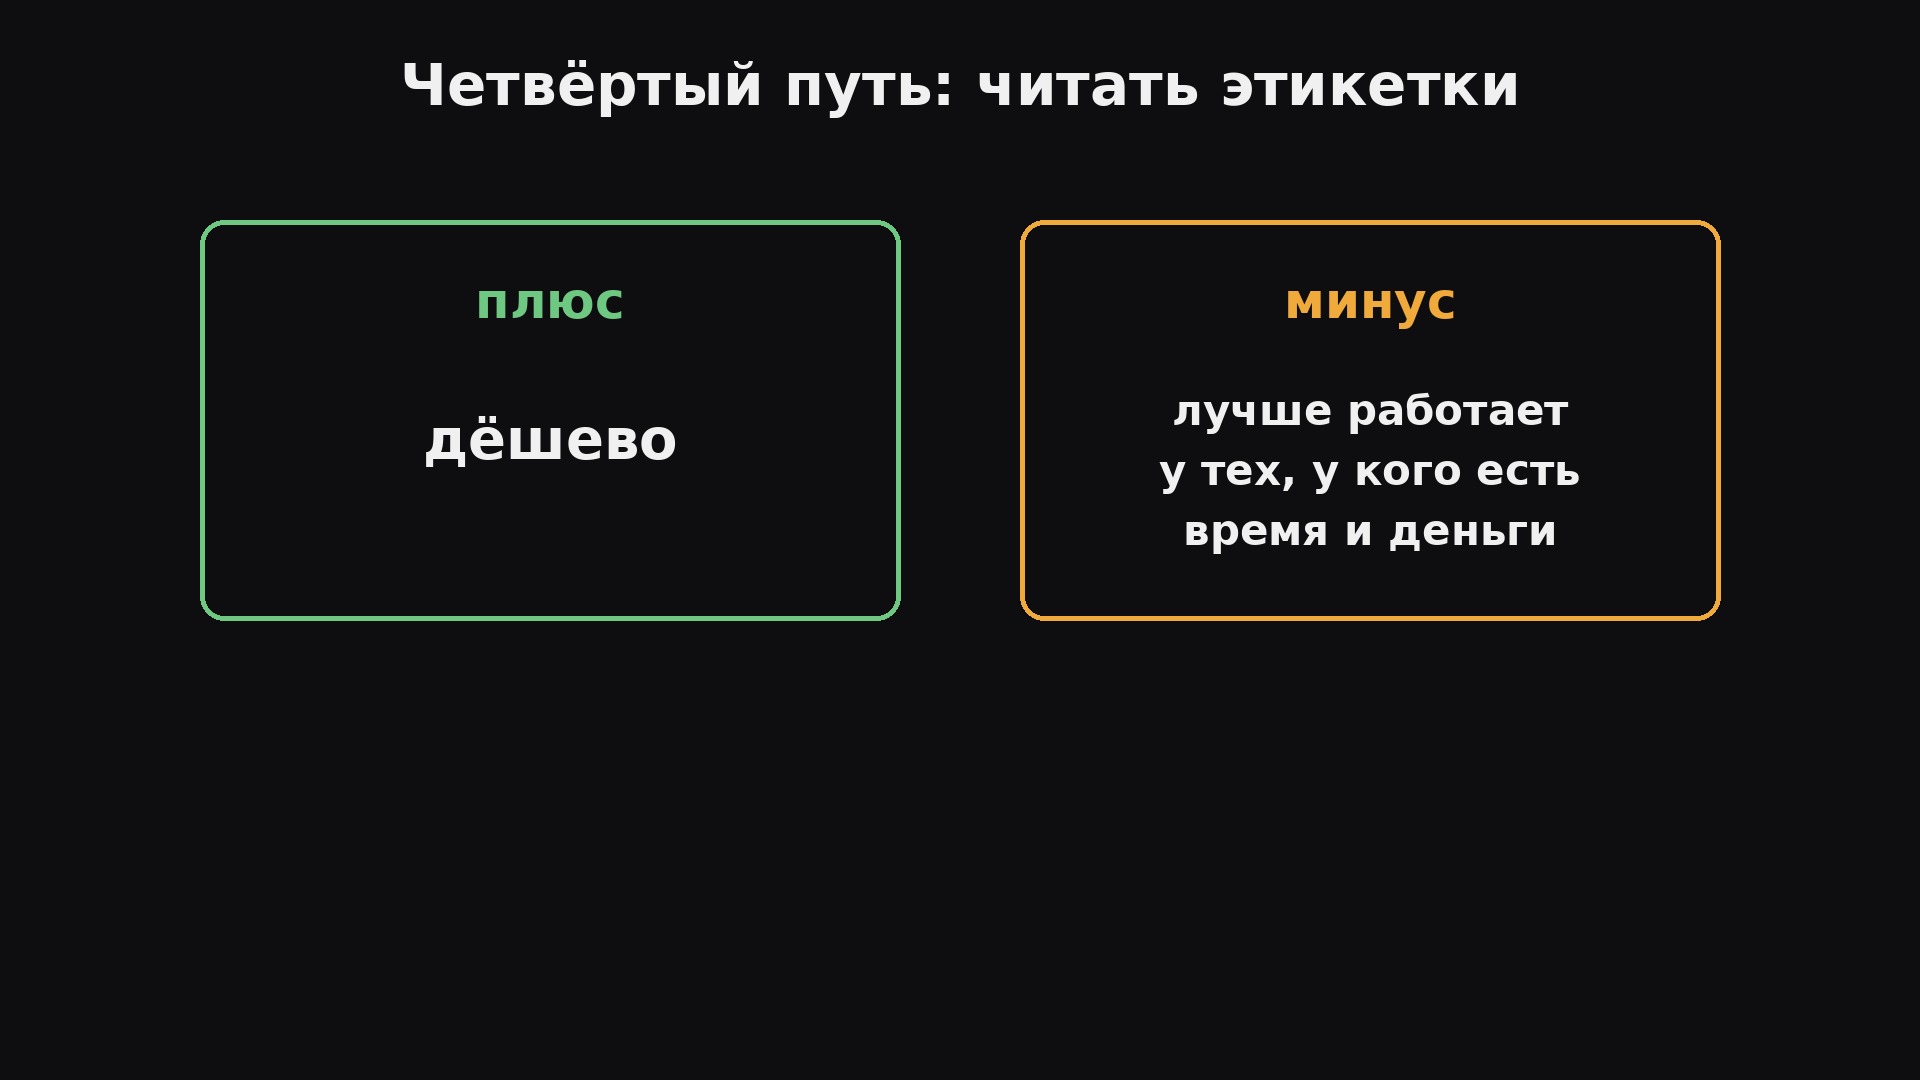 Четвёртый путь: читать этикетки
плюс
дёшево
минус
лучше работает
у тех, у кого есть
время и деньги